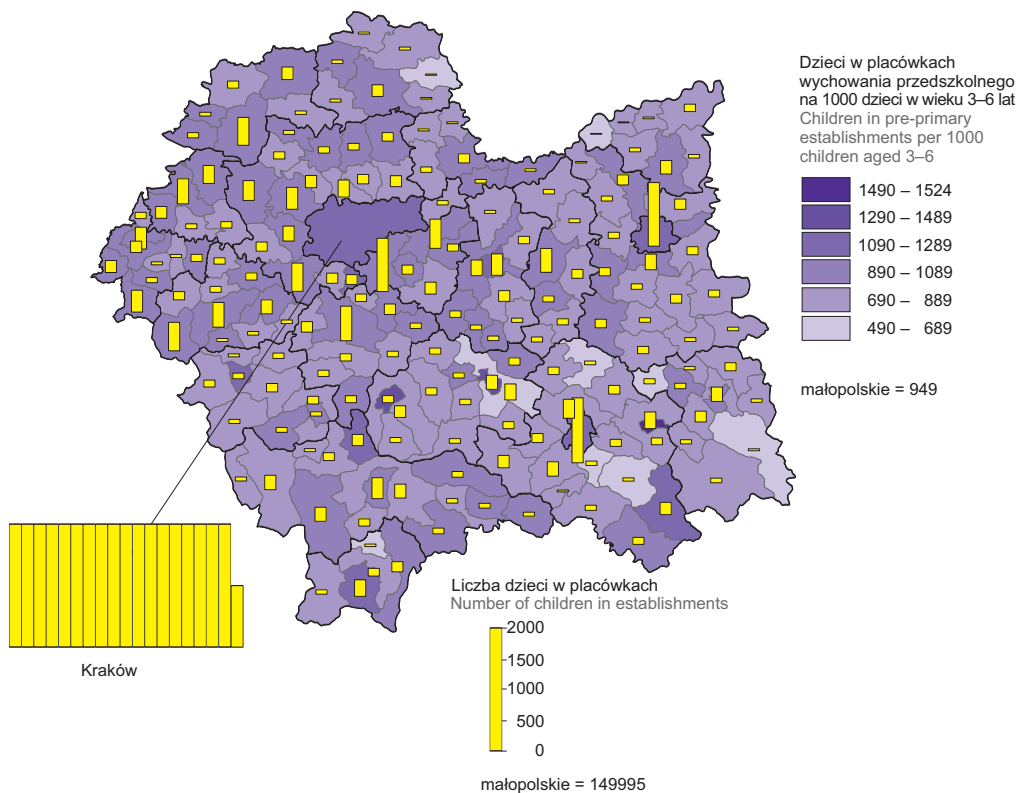 Dzieci w placówkach
wychowania przedszkolnego
na 1000 dzieci w wieku 3–6 lat
Children in pre-primary
establishments per 1000
children aged 3–6
1490 – 1524
1290 – 1489
1090 – 1289
890 – 1089
690 – 889
490 – 689
małopolskie = 949
Liczba dzieci w placówkach
Number of children in establishments
2000
1500
1000
500
0
Kraków
małopolskie = 149995